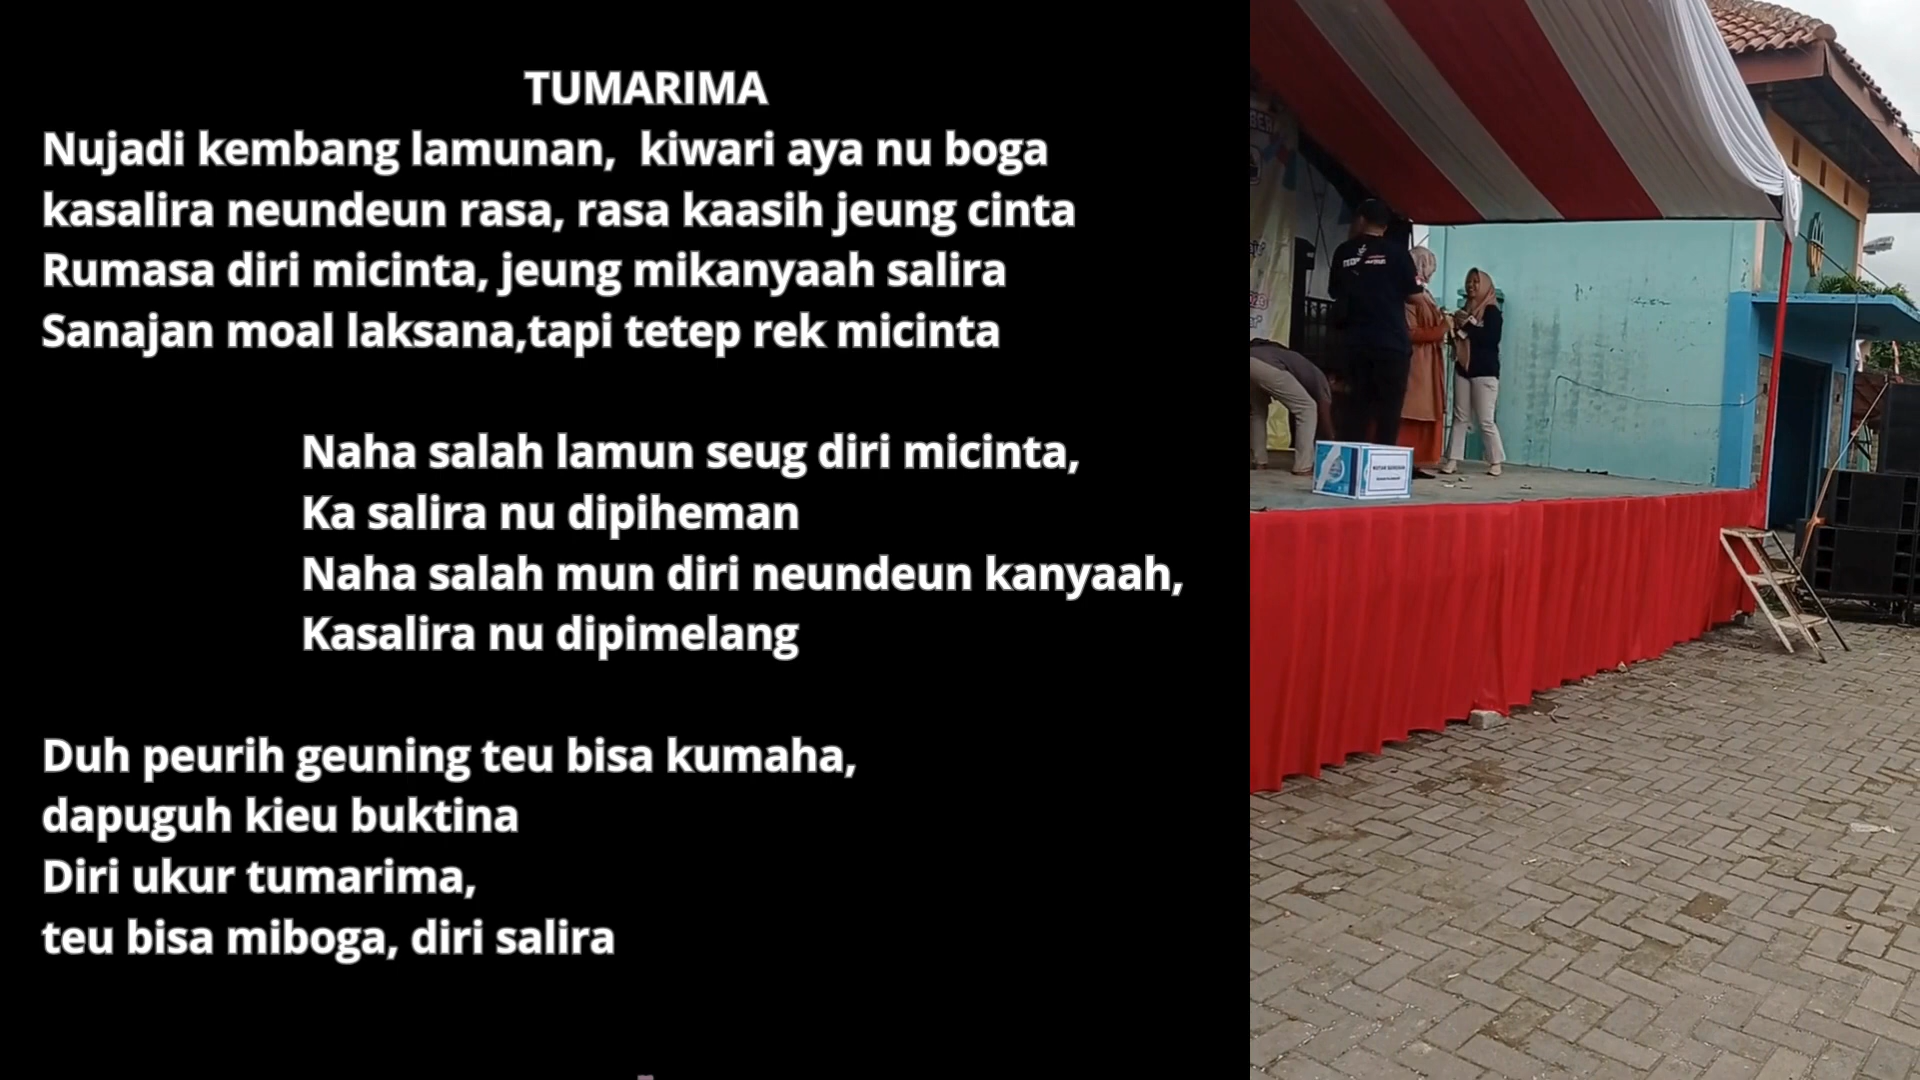 TUMARIMA
Nujadi kembang lamunan, kiwari aya nu boga
kasalira neundeun rasa, rasa kaasih jeung cinta
Rumasa diri micinta, jeung mikanyaah salira
Sanajan moal laksana,tapi tetep rek micinta
Naha salah lamun seug diri micinta,
Ka salira nu dipiheman
Naha salah mun diri neundeun kanyaah,
Kasalira nu dipimelang
Duh peurih geuning teu bisa kumaha,
dapuguh kieu buktina
Diri ukur tumarima,
teu bisa miboga, diri salira